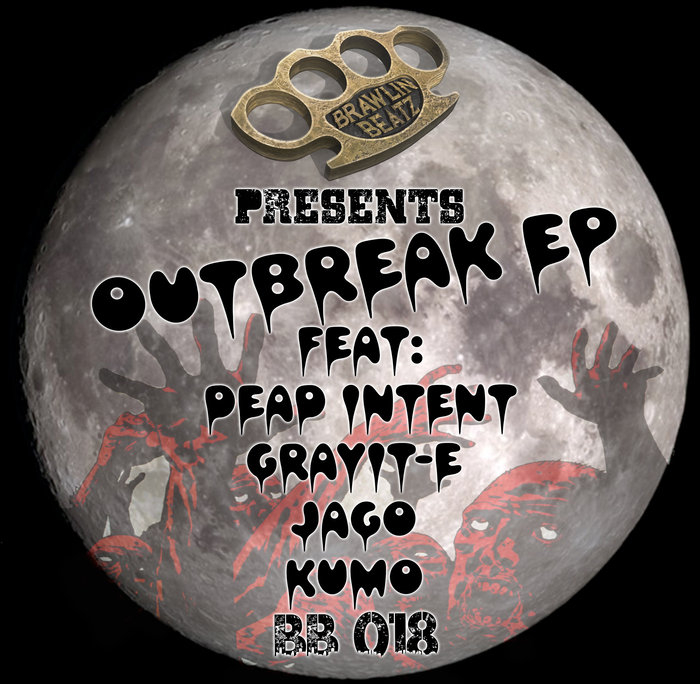 BRAWLIN
BEATZ
PRESENTS
OUTBREAK EP
FEAT:
DEAD INTENT
GRAVIT-E
JAGO
KUMO
BB 018